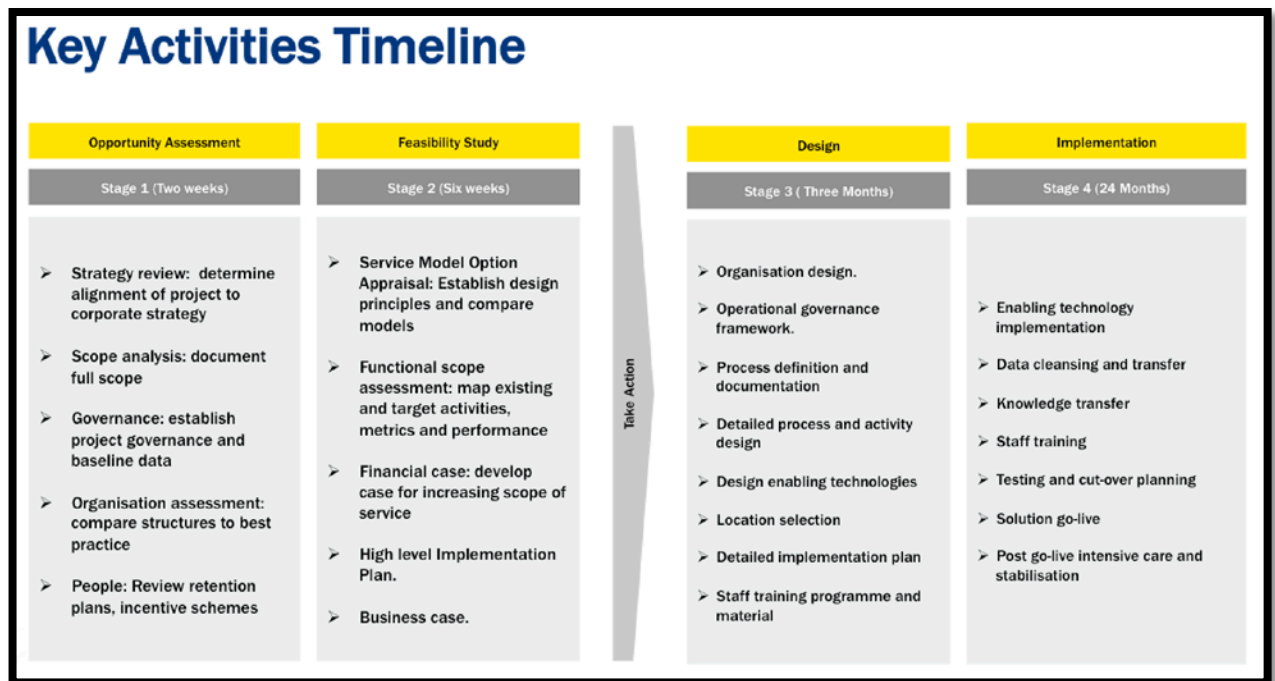 Key Activities Timeline
Opportunity Assessment
Stage 1 (Two weeks)
➢ Strategy review: determine
alignment of project to
corporate strategy
➢ Scope analysis: document
full scope
➢ Governance: establish
project governance and
baseline data
➢ Organisation assessment:
compare structures to best
practice
➢ People: Review retention
plans, incentive schemes
Feasibility Study
Stage 2 (Six weeks)
➢ Service Model Option
Appraisal: Establish design
principles and compare
models
➢ Functional scope
assessment: map existing
and target activities,
metrics and performance
➢ Financial case: develop
case for increasing scope of
service
➢ High level Implementation
Plan.
➢ Business case.
Take Action
Design
Stage 3 ( Three Months)
➢ Organisation design.
➢ Operational governance
framework.
➢ Process definition and
documentation
➢ Detailed process and activity
design
➢ Design enabling technologies
➢ Location selection
➢ Detailed implementation plan
➢ Staff training programme and
material
Implementation
Stage 4 (24 Months)
➢ Enabling technology
implementation
➢ Data cleansing and transfer
➢ Knowledge transfer
➢ Staff training
➢ Testing and cut-over planning
➢ Solution go-live
➢ Post go-live intensive care and
stabilisation